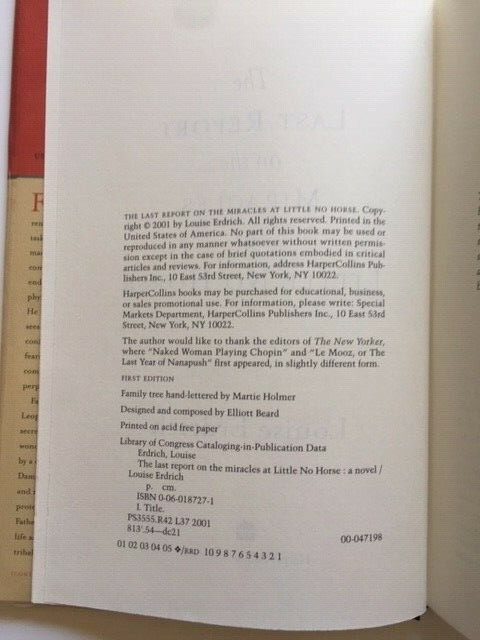 THE LAST REPORT ON THE MIRACLES AT LITTLE NO HORSE. Copy-
right © 2001 by Louise Erdrich. All rights reserved. Printed in the
United States of America. No part of this book may be used or
reproduced in any manner whatsoever without written permis-
sion except in the case of brief quotations embodied in critical
articles and reviews. For information, address HarperCollins Pub-
lishers Inc., 10 East 53rd Street, New York, NY 10022.
HarperCollins books may be purchased for educational, business,
or sales promotional use. For information, please write: Special
Markets Department, HarperCollins Publishers Inc., 10 East 53rd
Street, New York, NY 10022.
The author would like to thank the editors of The New Yorker,
where "Naked Woman Playing Chopin" and "Le Mooz, or The
Last Year of Nanapush" first appeared, in slightly different form.
FIRST EDITION
Family tree hand-lettered by Martie Holmer
Designed and composed by Elliott Beard
Printed on acid free paper
Library of Congress Cataloging-in-Publication Data
Erdrich, Louise
The last report on the miracles at Little No Horse : a novel /
Louise Erdrich
p. cm.
ISBN 0-06-018727-1
I. Title.
PS3555.R42 L37 2001
813'.54—dc21
00-047198
01 02 03 04 05 ❖/RRD 10 9 8 7 6 5 4 3 2 1